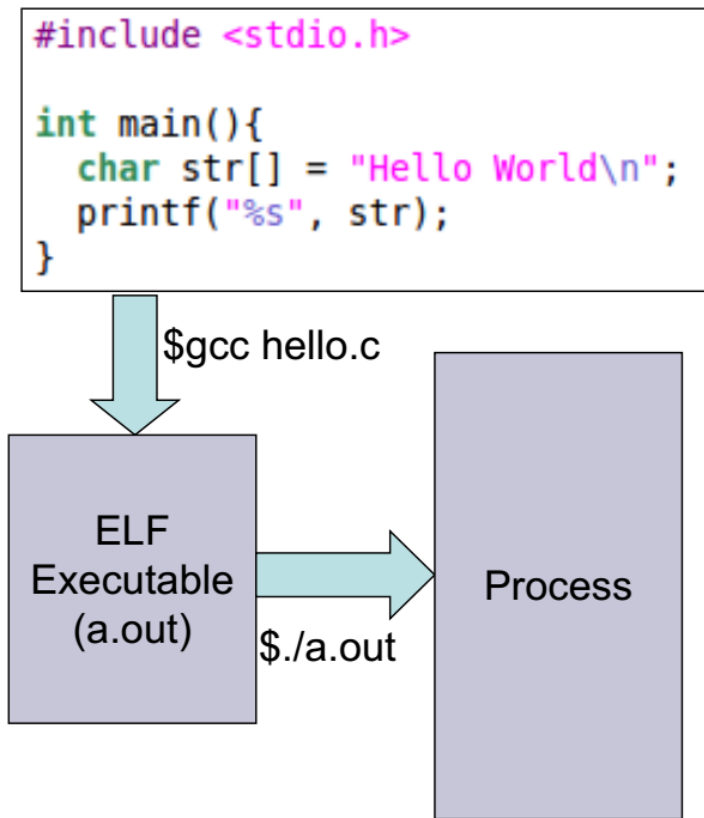 #include <stdio.h>
int main(){
char str[] = "Hello World\n";
printf("%s", str);
}
$gcc hello.c
ELF
Executable
(a.out)
$./a.out
Process